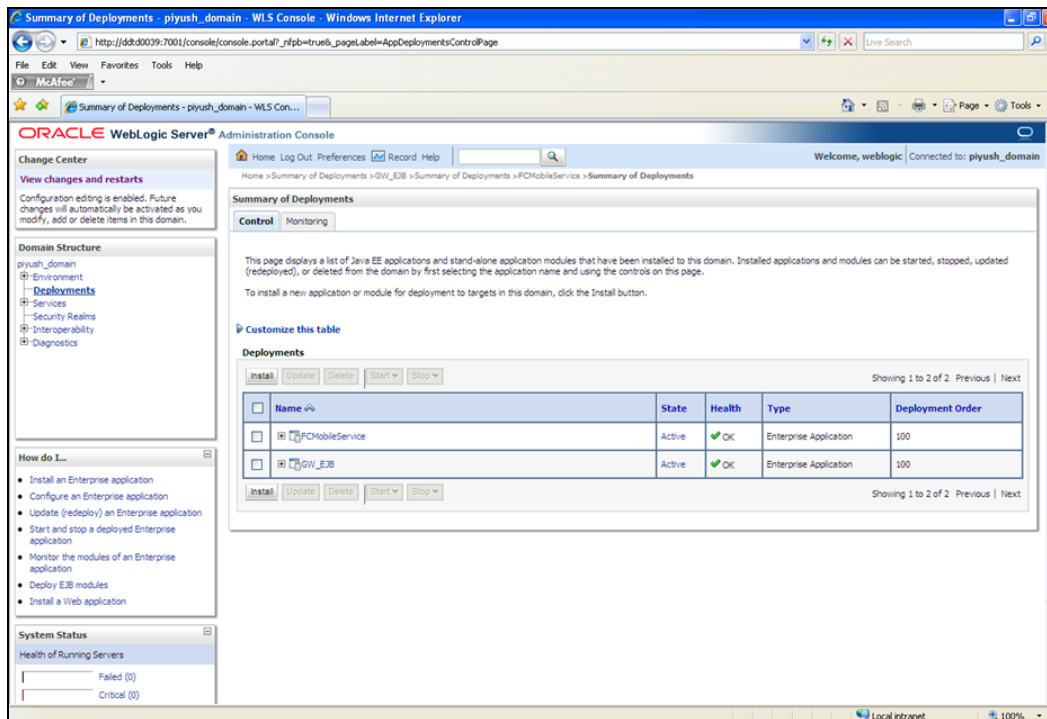 Summary of Deployments - piyush_domain - WLS Console - Windows Internet Explorer
http://ddtd0039:7001/console/console.portal?_nfpb=true&_pageLabel=AppDeploymentsControlPage
Live Search
File Edit View Favorites Tools Help
McAfee
Summary of Deployments - piyush_domain - WLS Con...
Page Tools
ORACLE WebLogic Server® Administration Console
Change Center
View changes and restarts
Configuration editing is enabled. Future
changes will automatically be activated as you
modify, add or delete items in this domain.
Domain Structure
piyush_domain
Environment
Deployments
Services
Security Realms
Interoperability
Diagnostics
How do I...
Install an Enterprise application
Configure an Enterprise application
Update (redeploy) an Enterprise application
Start and stop a deployed Enterprise
application
Monitor the modules of an Enterprise
application
Deploy EJB modules
Install a Web application
System Status
Health of Running Servers
Failed (0)
Critical (0)
Home Log Out Preferences Record Help
Welcome, weblogic Connected to: piyush_domain
Home >Summary of Deployments >GW_EJB >Summary of Deployments >FCMobileService >Summary of Deployments
Summary of Deployments
Control Monitoring
This page displays a list of Java EE applications and stand-alone application modules that have been installed to this domain. Installed applications and modules can be started, stopped, updated
(redeployed), or deleted from the domain by first selecting the application name and using the controls on this page.
To install a new application or module for deployment to targets in this domain, click the Install button.
Customize this table
Deployments
Install Update Delete Start Stop Showing 1 to 2 of 2 Previous | Next
Name State Health Type Deployment Order
FCMobileService Active OK Enterprise Application 100
GW_EJB Active OK Enterprise Application 100
Install Update Delete Start Stop Showing 1 to 2 of 2 Previous | Next
Local intranet 100%